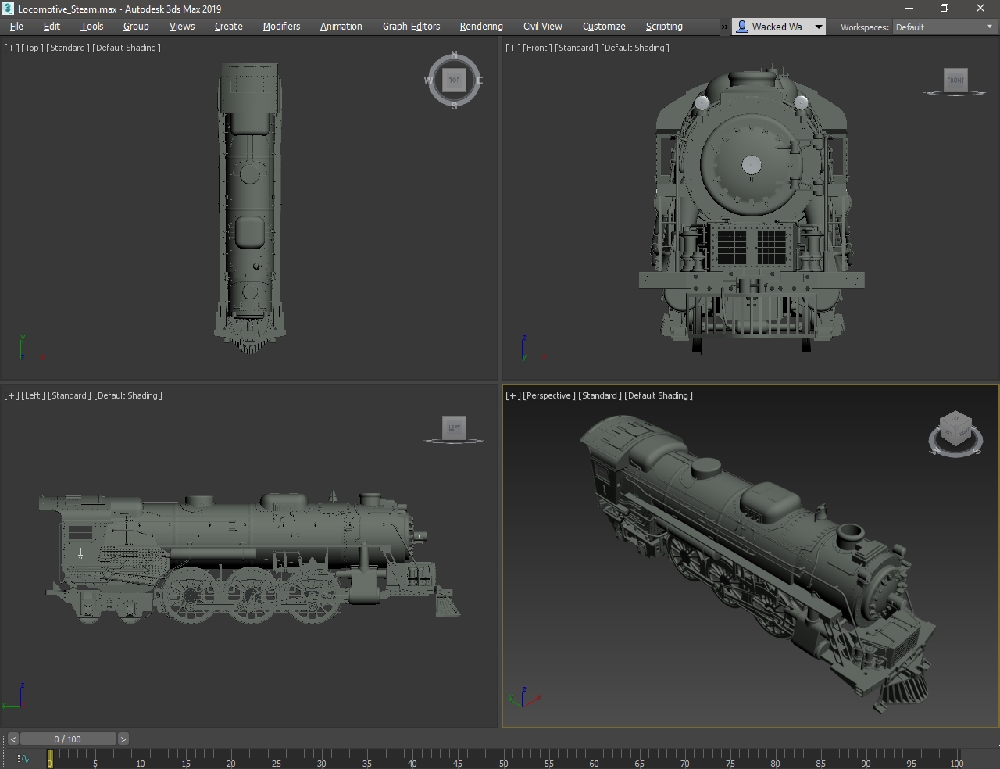 Locomotive_Steam.max - Autodesk 3ds Max 2019
File Edit Tools Group Views Create Modifiers Animation Graph Editors Rendering Civil View Customize Scripting » Wacked Wa Workspaces: Default
[+] [Top] [Standard] [Default Shading]
[+] [Front] [Standard] [Default Shading]
N
W TOP E
S
FRONT
[+] [Left] [Standard] [Default Shading]
[+] [Perspective] [Standard] [Default Shading]
LEFT
< 0 / 100 >
0 5 10 15 20 25 30 35 40 45 50 55 60 65 70 75 80 85 90 95 100